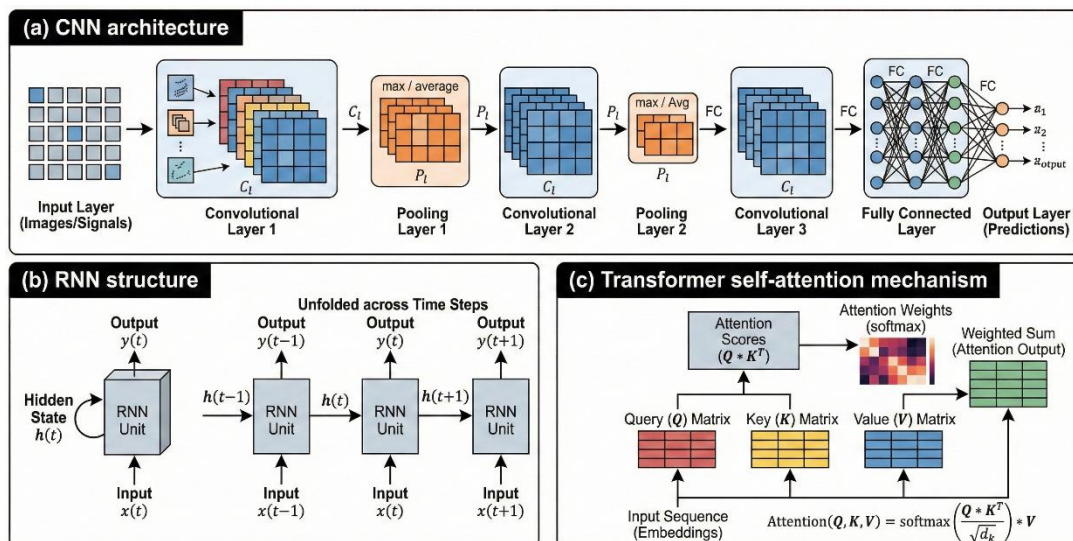 (a) CNN architecture
Input Layer
(Images/Signals)
C_l
Convolutional
Layer 1
C_l
max / average
P_l
Pooling
Layer 1
P_l
C_l
Convolutional
Layer 2
P_l
max / Avg
P_l
Pooling
Layer 2
FC
C_l
Convolutional
Layer 3
FC
FC FC
FC
Fully Connected
Layer
z_1
z_2
z_otput
Output Layer
(Predictions)
(b) RNN structure
Output
y(t)
Hidden
State
h(t)
RNN
Unit
Input
x(t)
Unfolded across Time Steps
Output Output Output
y(t−1) y(t) y(t+1)
h(t−1) h(t) h(t+1)
RNN RNN RNN
Unit Unit Unit
Input Input Input
x(t−1) x(t) x(t+1)
(c) Transformer self-attention mechanism
Attention
Scores
(Q * K^T)
Attention Weights
(softmax)
Weighted Sum
(Attention Output)
Query (Q) Matrix Key (K) Matrix Value (V) Matrix
Input Sequence
(Embeddings)
Attention(Q, K, V) = softmax(Q * K^T / √d_k) * V